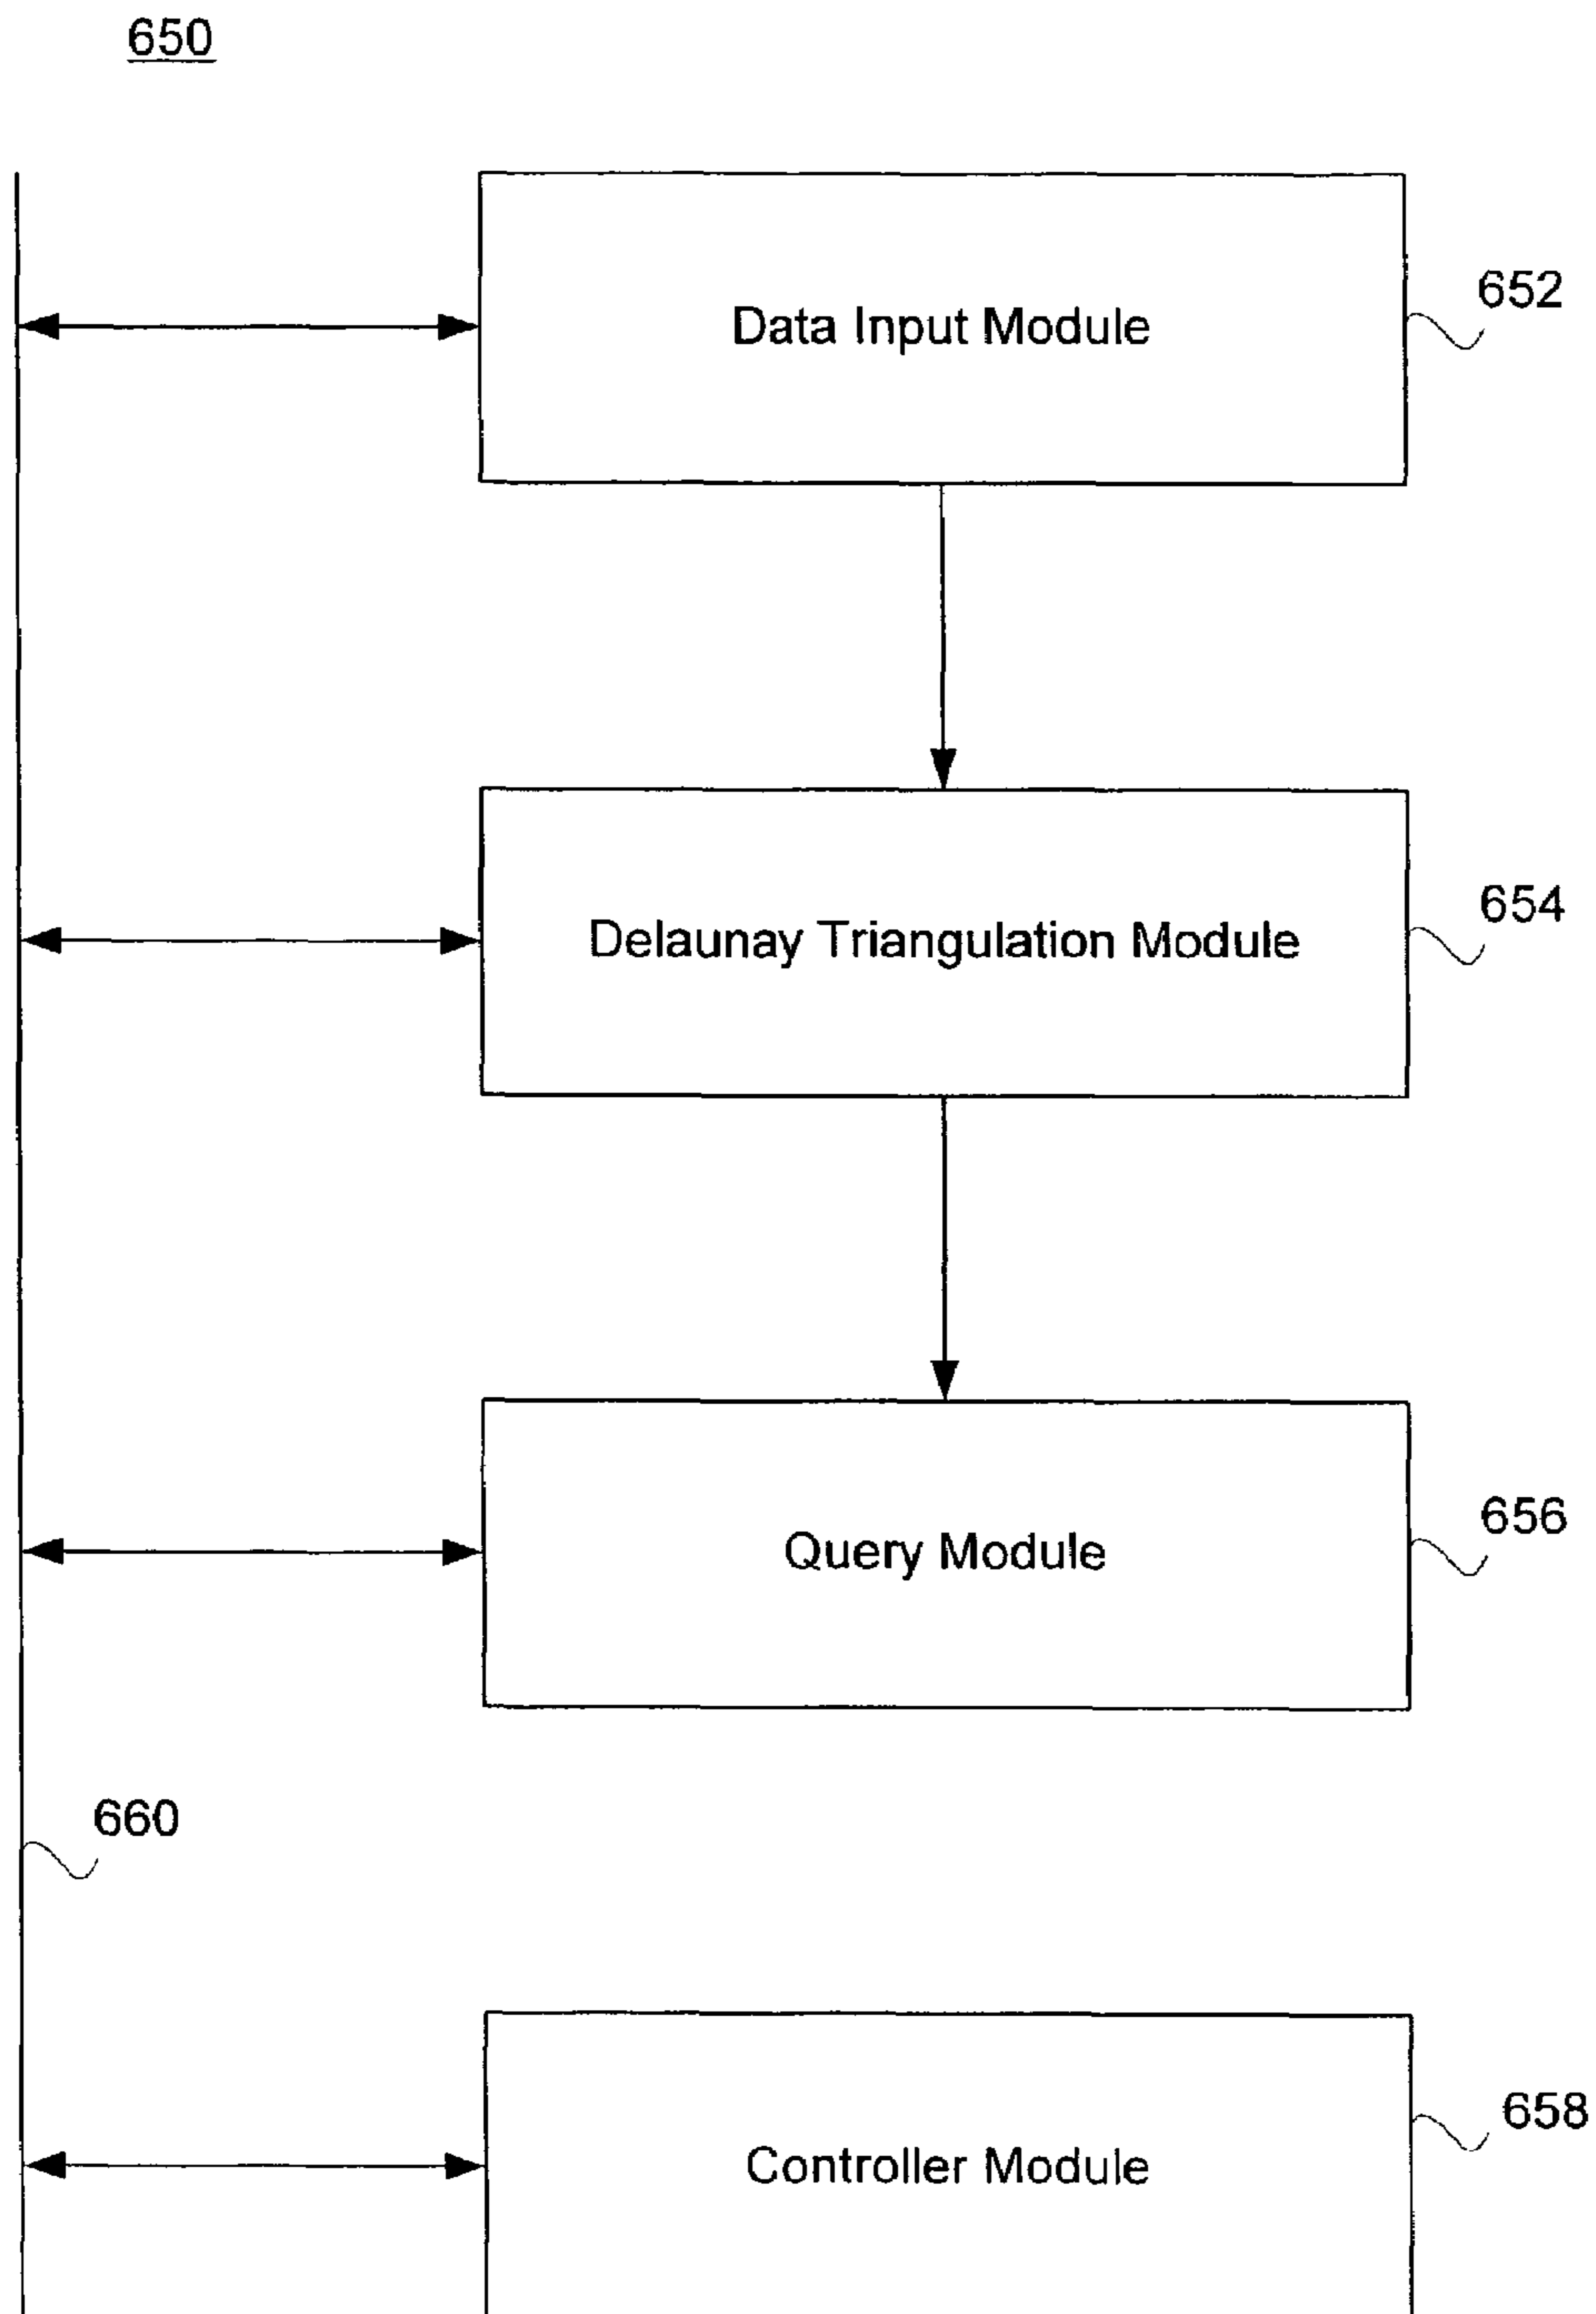 650
652
Data Input Module
654
Delaunay Triangulation Module
656
Query Module
660
658
Controller Module